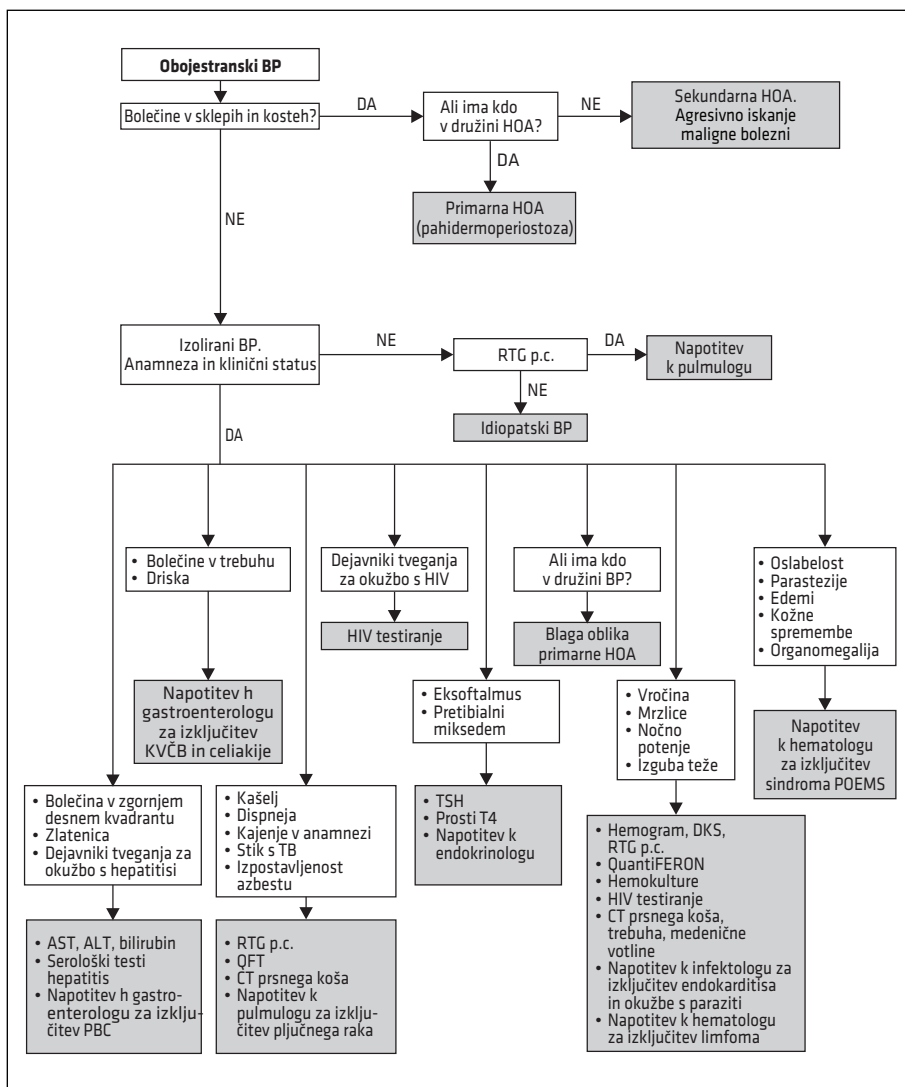 Obojestranski BP
Bolečine v sklepih in kosteh?
DA
Ali ima kdo
v družini HOA?
NE
Sekundarna HOA.
Agresivno iskanje
maligne bolezni
DA
Primarna HOA
(pahidermoperiostoza)
NE
Izolirani BP.
Anamneza in klinični status
NE
RTG p.c.
DA
Napotitev
k pulmulogu
NE
Idiopatski BP
DA
• Bolečine v trebuhu
• Driska
Napotitev h
gastroenterologu
za izključitev
KVČB in celiakije
Dejavniki tveganja
za okužbo s HIV
HIV testiranje
Ali ima kdo
v družini BP?
Blaga oblika
primarne HOA
• Oslabelost
• Parastezije
• Edemi
• Kožne
spremembe
• Organomegalija
Napotitev
k hematologu
za izključitev
sindroma POEMS
• Eksoftalmus
• Pretibialni
miksedem
• TSH
• Prosti T4
• Napotitev k
endokrinologu
• Vročina
• Mrzlice
• Nočno
potenje
• Izguba teže
• Hemogram, DKS,
RTG p.c.
• QuantiFERON
• Hemokulture
• HIV testiranje
• CT prsnega koša,
trebuha, medenične
votline
• Napotitev k infektologu za
izključitev endokarditisa
in okužbe s paraziti
• Napotitev k hematologu
za izključitev limfoma
• Bolečina v zgornjem
desnem kvadrantu
• Zlatenica
• Dejavniki tveganja za
okužbo s hepatitisi
• AST, ALT, bilirubin
• Serološki testi
hepatitis
• Napotitev h gastro-
enterologu za izklju-
čitev PBC
• Kašelj
• Dispneja
• Kajenje v anamnezi
• Stik s TB
• Izpostavljenost
azbestu
• RTG p.c.
• QFT
• CT prsnega koša
• Napotitev k
pulmulogu za izklju-
čitev pljučnega raka